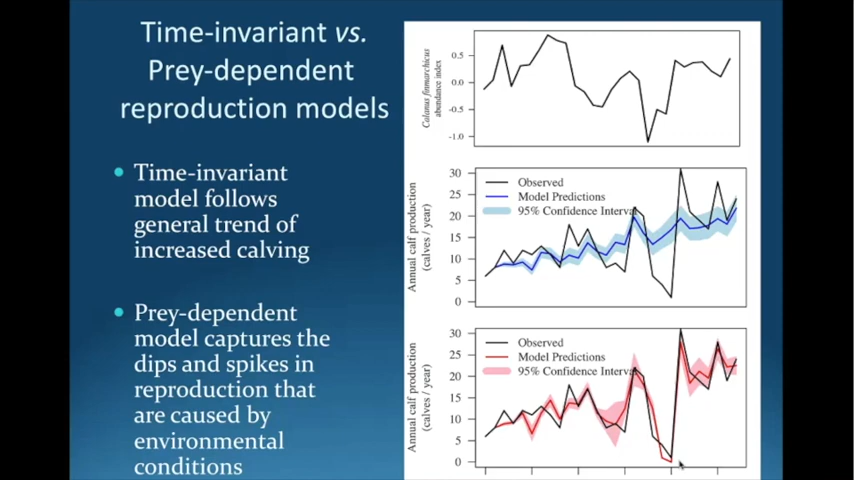 Time-invariant vs.
Prey-dependent
reproduction models
Time-invariant
model follows
general trend of
increased calving
Prey-dependent
model captures the
dips and spikes in
reproduction that
are caused by
environmental
conditions
Calanus finmarchicus
abundance index
0.5
0.0
-0.5
-1.0
Annual calf production
(calves / year)
30
25
20
15
10
5
0
Observed
Model Predictions
95% Confidence Interva
Annual calf production
(calves / year)
30
25
20
15
10
5
0
Observed
Model Predictions
95% Confidence Interva